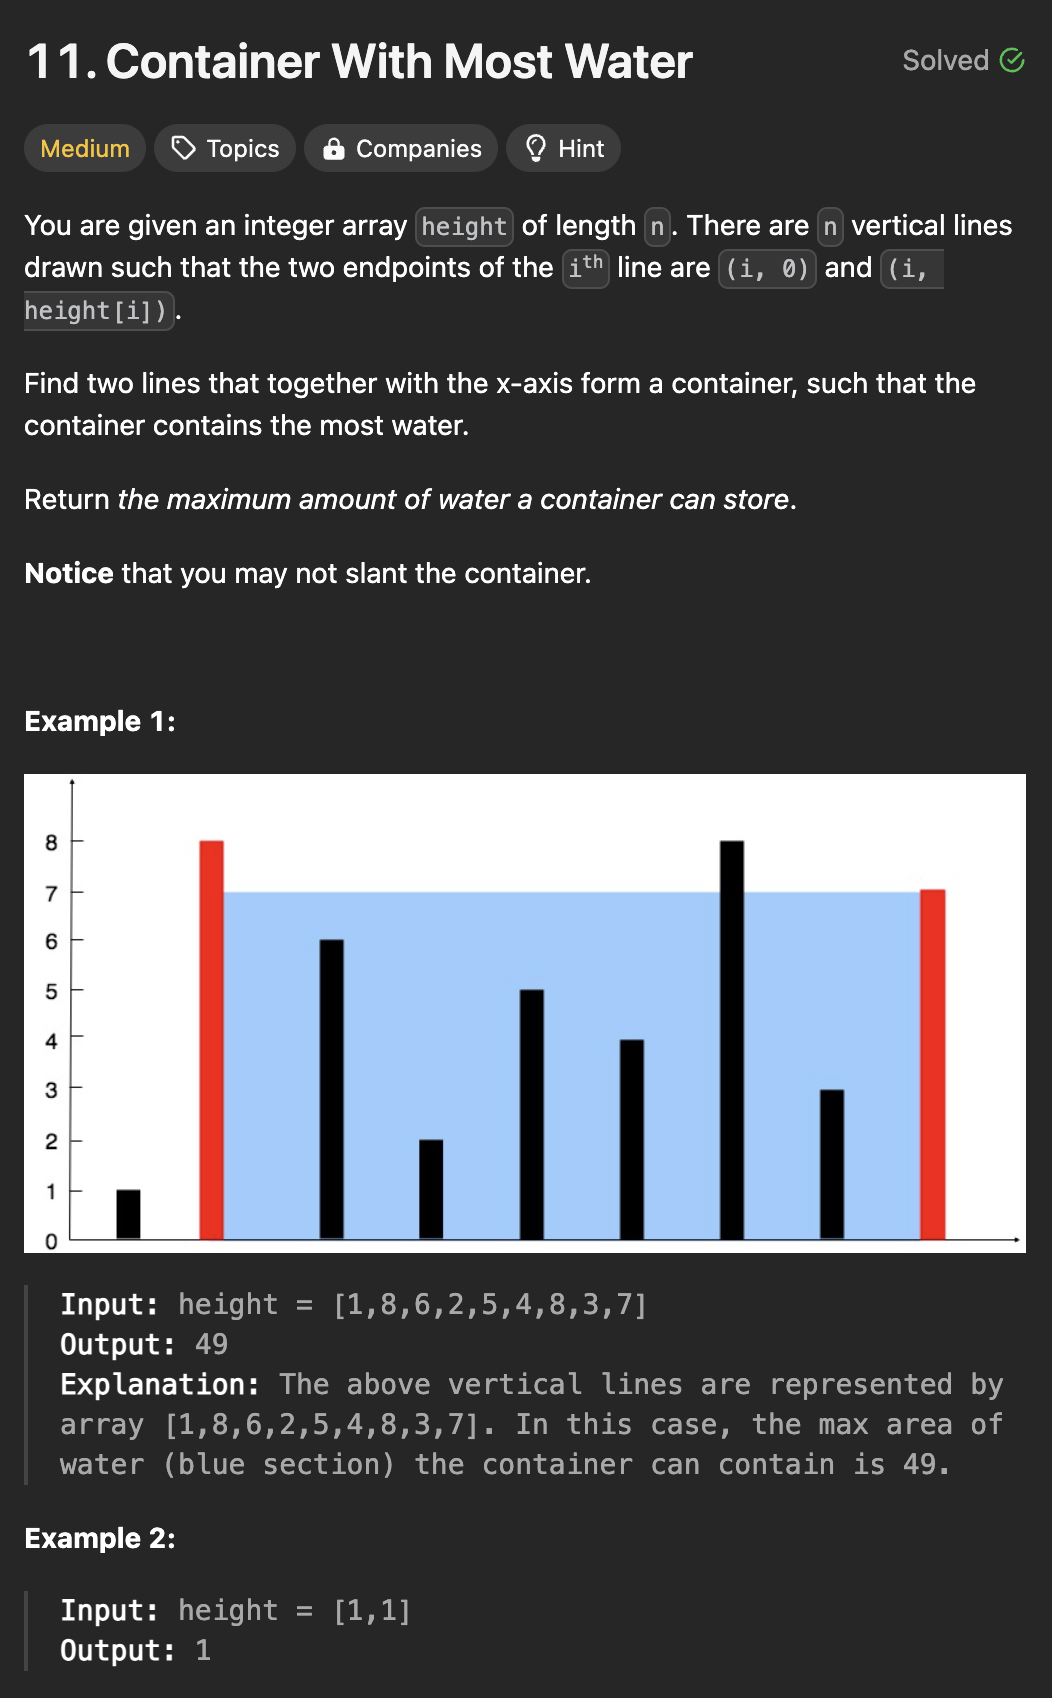 11. Container With Most Water
Solved
Medium Topics Companies Hint
You are given an integer array height of length n. There are n vertical lines
drawn such that the two endpoints of the ith line are (i, 0) and (i,
height[i]).
Find two lines that together with the x-axis form a container, such that the
container contains the most water.
Return the maximum amount of water a container can store.
Notice that you may not slant the container.
Example 1:
8
7
6
5
4
3
2
1
0
Input: height = [1,8,6,2,5,4,8,3,7]
Output: 49
Explanation: The above vertical lines are represented by
array [1,8,6,2,5,4,8,3,7]. In this case, the max area of
water (blue section) the container can contain is 49.
Example 2:
Input: height = [1,1]
Output: 1